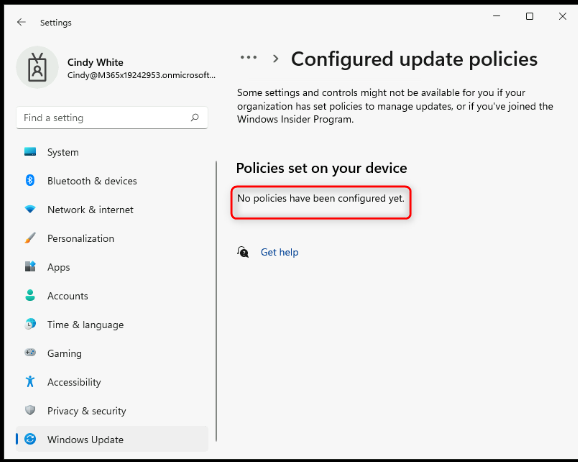 Settings
Cindy White
Cindy@M365x19242953.onmicrosoft...
Find a setting
System
Bluetooth & devices
Network & internet
Personalization
Apps
Accounts
Time & language
Gaming
Accessibility
Privacy & security
Windows Update
... > Configured update policies
Some settings and controls might not be available for you if your
organization has set policies to manage updates, or if you've joined the
Windows Insider Program.
Policies set on your device
No policies have been configured yet.
Get help